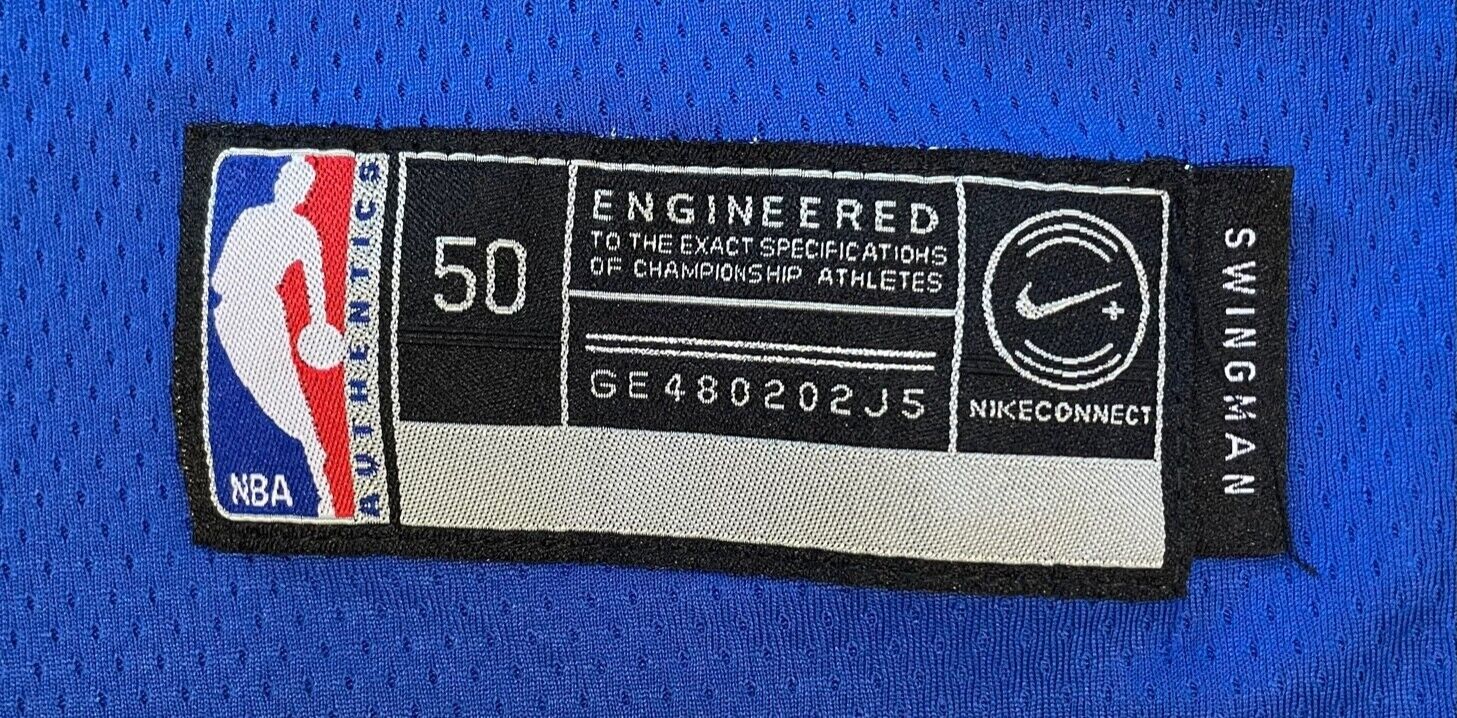 NBA
AUTHENTICS
50
ENGINEERED
TO THE EXACT SPECIFICATIONS
OF CHAMPIONSHIP ATHLETES
GE480202J5
+
NIKECONNECT
SWINGMAN